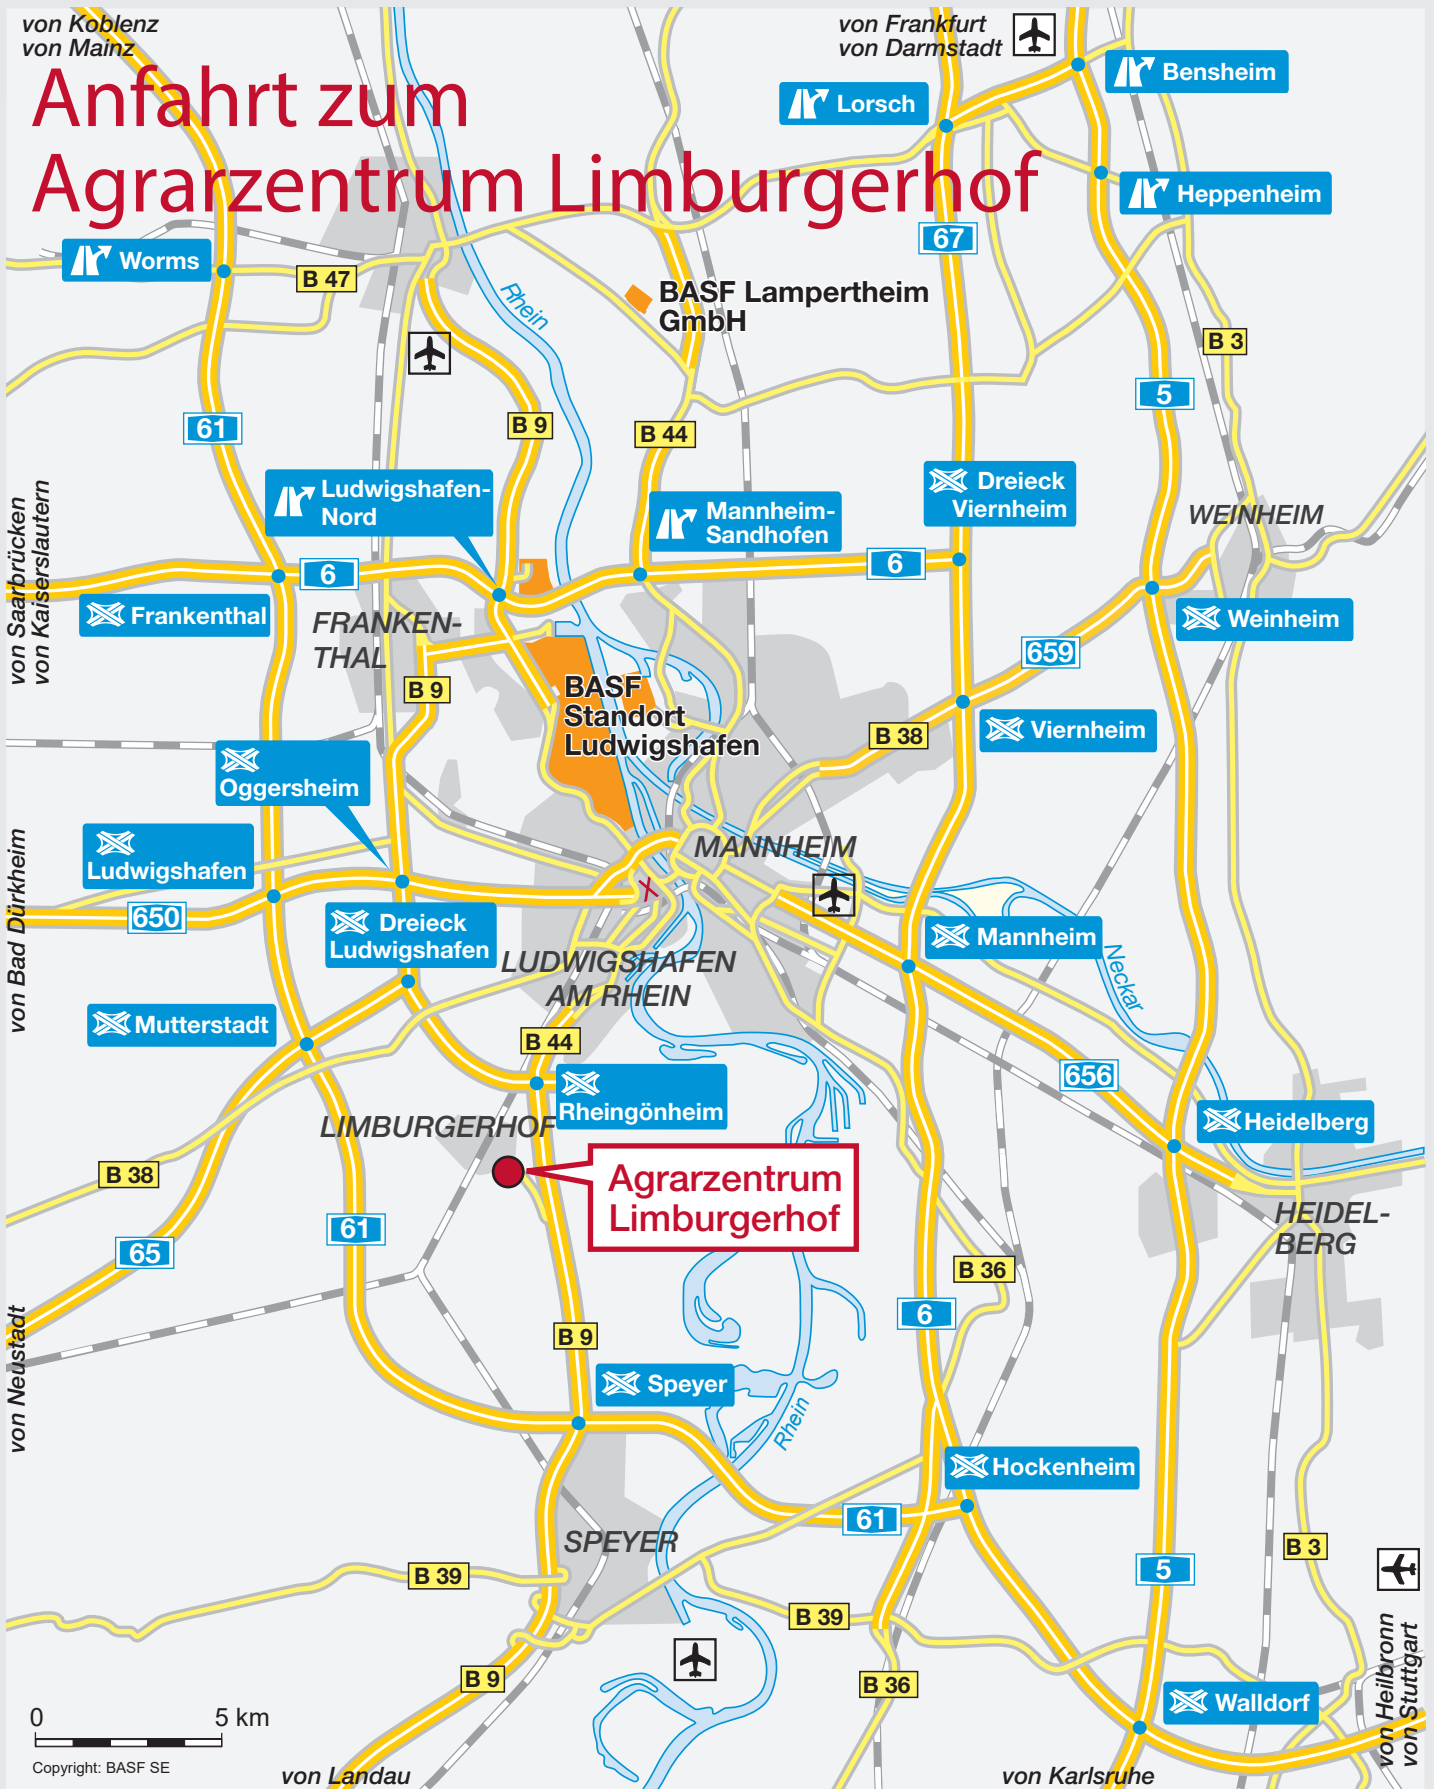 von Koblenz
von Mainz
von Frankfurt
von Darmstadt
Anfahrt zum
Agrarzentrum Limburgerhof
Bensheim
Lorsch
Heppenheim
67
Worms
B 47
Rhein
BASF Lampertheim
GmbH
B 3
5
61
B 9
B 44
Ludwigshafen-
Nord
Mannheim-
Sandhofen
Dreieck
Viernheim
WEINHEIM
von Saarbrücken
von Kaiserslautern
6
6
Frankenthal
FRANKEN-
THAL
Weinheim
659
B 9
BASF
Standort
Ludwigshafen
B 38
Viernheim
Oggersheim
Ludwigshafen
MANNHEIM
von Bad Dürkheim
650
Dreieck
Ludwigshafen
Mannheim
LUDWIGSHAFEN
AM RHEIN
Neckar
Mutterstadt
B 44
656
Rheingönheim
LIMBURGERHOF
Heidelberg
B 38
Agrarzentrum
Limburgerhof
HEIDEL-
BERG
61
65
B 36
6
von Neustadt
B 9
Speyer
Rhein
Hockenheim
61
SPEYER
B 3
B 39
5
B 39
von Heilbronn
von Stuttgart
B 9
B 36
Walldorf
0 5 km
Copyright: BASF SE
von Landau
von Karlsruhe